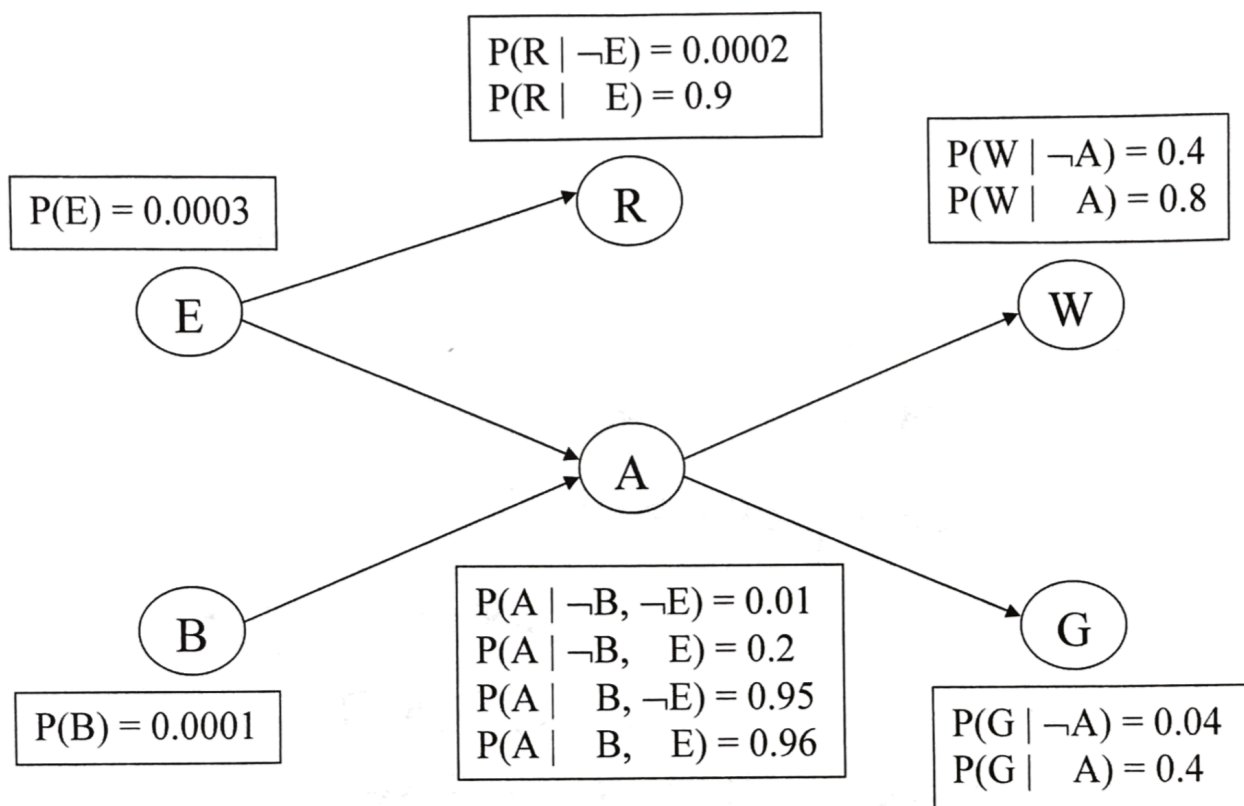 P(R | ¬E) = 0.0002
P(R | E) = 0.9
P(W | ¬A) = 0.4
P(W | A) = 0.8
P(E) = 0.0003
R
E
W
A
B
G
P(A | ¬B, ¬E) = 0.01
P(A | ¬B, E) = 0.2
P(A | B, ¬E) = 0.95
P(A | B, E) = 0.96
P(B) = 0.0001
P(G | ¬A) = 0.04
P(G | A) = 0.4